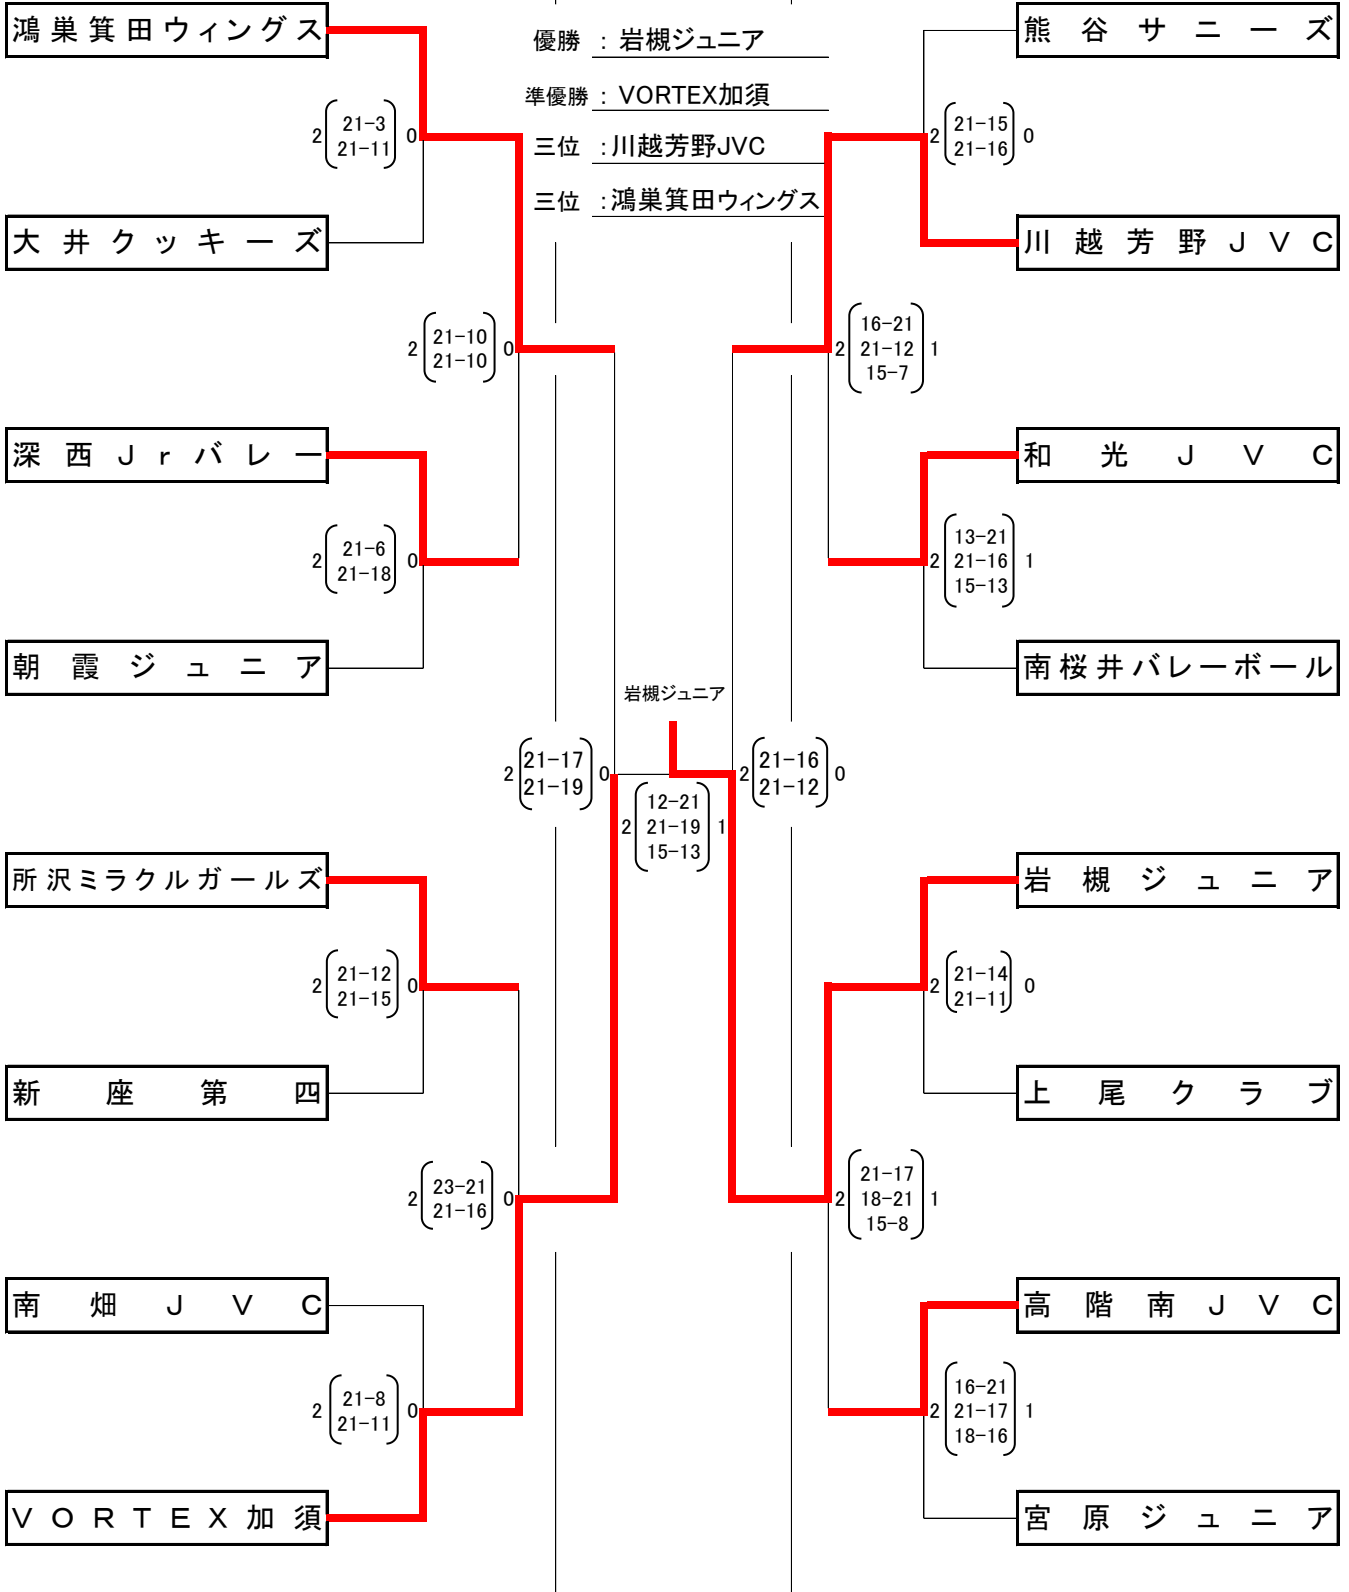 鴻巣箕田ウィングス
熊谷サニーズ
優勝 : 岩槻ジュニア
準優勝 : VORTEX加須
2 21-3 0
21-11
三位 :川越芳野JVC
2 21-15 0
21-16
三位 :鴻巣箕田ウィングス
大井クッキーズ
川越芳野JVC
2 21-10 0
21-10
16-21
2 21-12 1
15-7
深西Jrバレー
和光JVC
2 21-6 0
21-18
13-21
2 21-16 1
15-13
朝霞ジュニア
南桜井バレーボール
岩槻ジュニア
2 21-17 0
21-19
2 21-16 0
21-12
12-21
2 21-19 1
15-13
所沢ミラクルガールズ
岩槻ジュニア
2 21-12 0
21-15
2 21-14 0
21-11
新座第四
上尾クラブ
2 23-21 0
21-16
21-17
2 18-21 1
15-8
南畑JVC
高階南JVC
2 21-8 0
21-11
16-21
2 21-17 1
18-16
VORTEX加須
宮原ジュニア